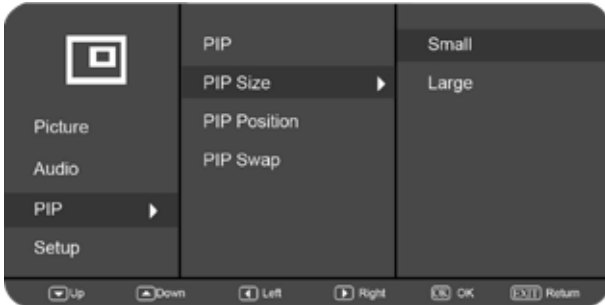 Picture
Audio
PIP
Setup
PIP
PIP Size
PIP Position
PIP Swap
Small
Large
Up Down Left Right OK OK EXIT Return